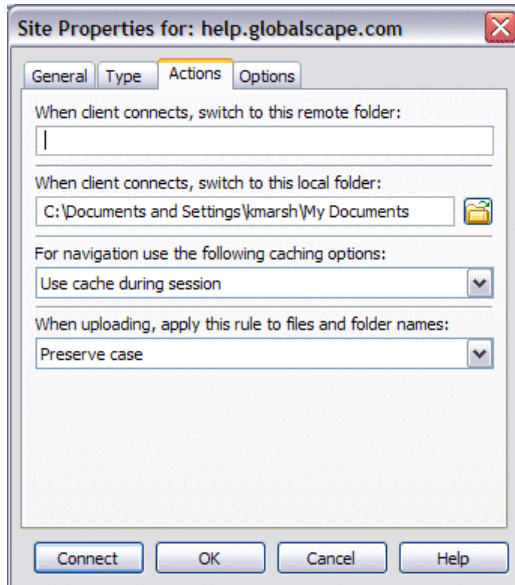 Site Properties for: help.globalscape.com
General Type Actions Options
When client connects, switch to this remote folder:
When client connects, switch to this local folder:
C:\Documents and Settings\kmarsh\My Documents
For navigation use the following caching options:
Use cache during session
When uploading, apply this rule to files and folder names:
Preserve case
Connect OK Cancel Help